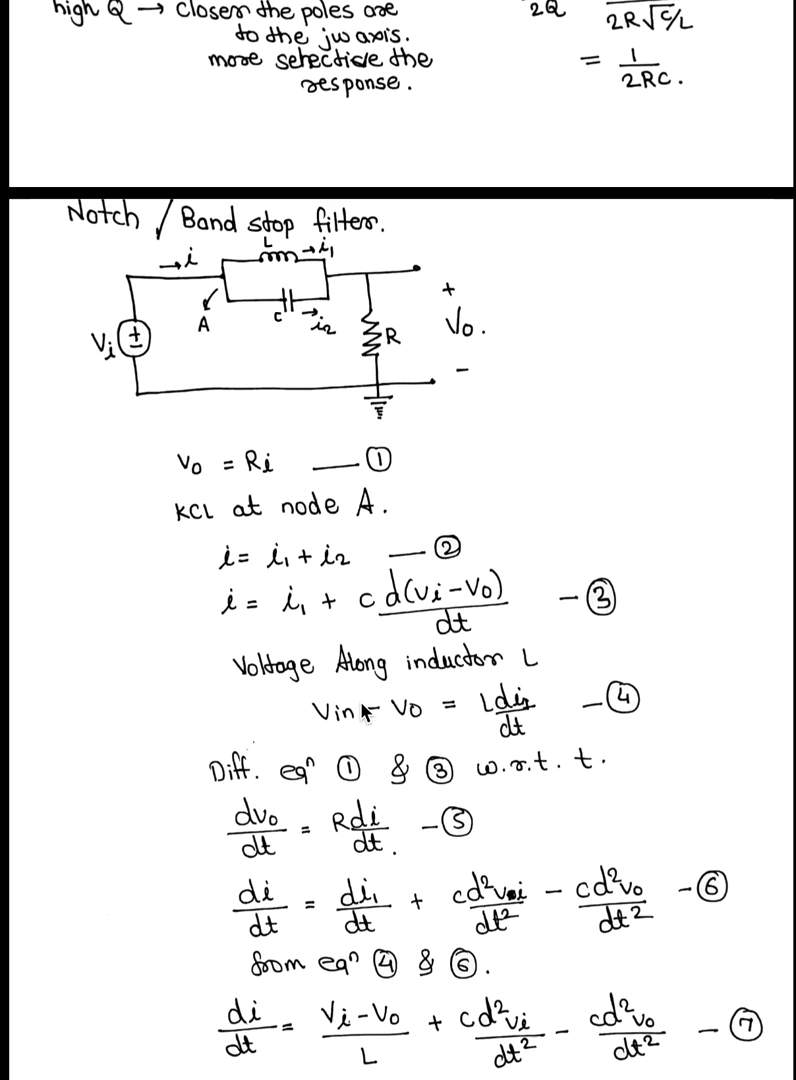 high Q → Closer the poles are
to the jw axis.
more selective the
response.
2Q
2R√C/L
= 1/2RC.
Notch / Band stop filter.
L
→i₁
→i
A
C
→i₂
Vi
+
-
R
+
Vo.
-
Vo = Ri —①
KCL at node A.
i = i₁ + i₂ —②
i = i₁ + c d(Vi-Vo)/dt -③
Voltage Along inductor L
Vin - Vo = L di₁/dt -④
Diff. eqⁿ ① & ③ w.r.t. t.
dvo/dt = R di/dt. -⑤
di/dt = di₁/dt + cd²vi/dt² - cd²vo/dt² -⑥
from eqⁿ ④ & ⑥.
di/dt = Vi-Vo/L + cd²vi/dt² - cd²vo/dt² -⑦